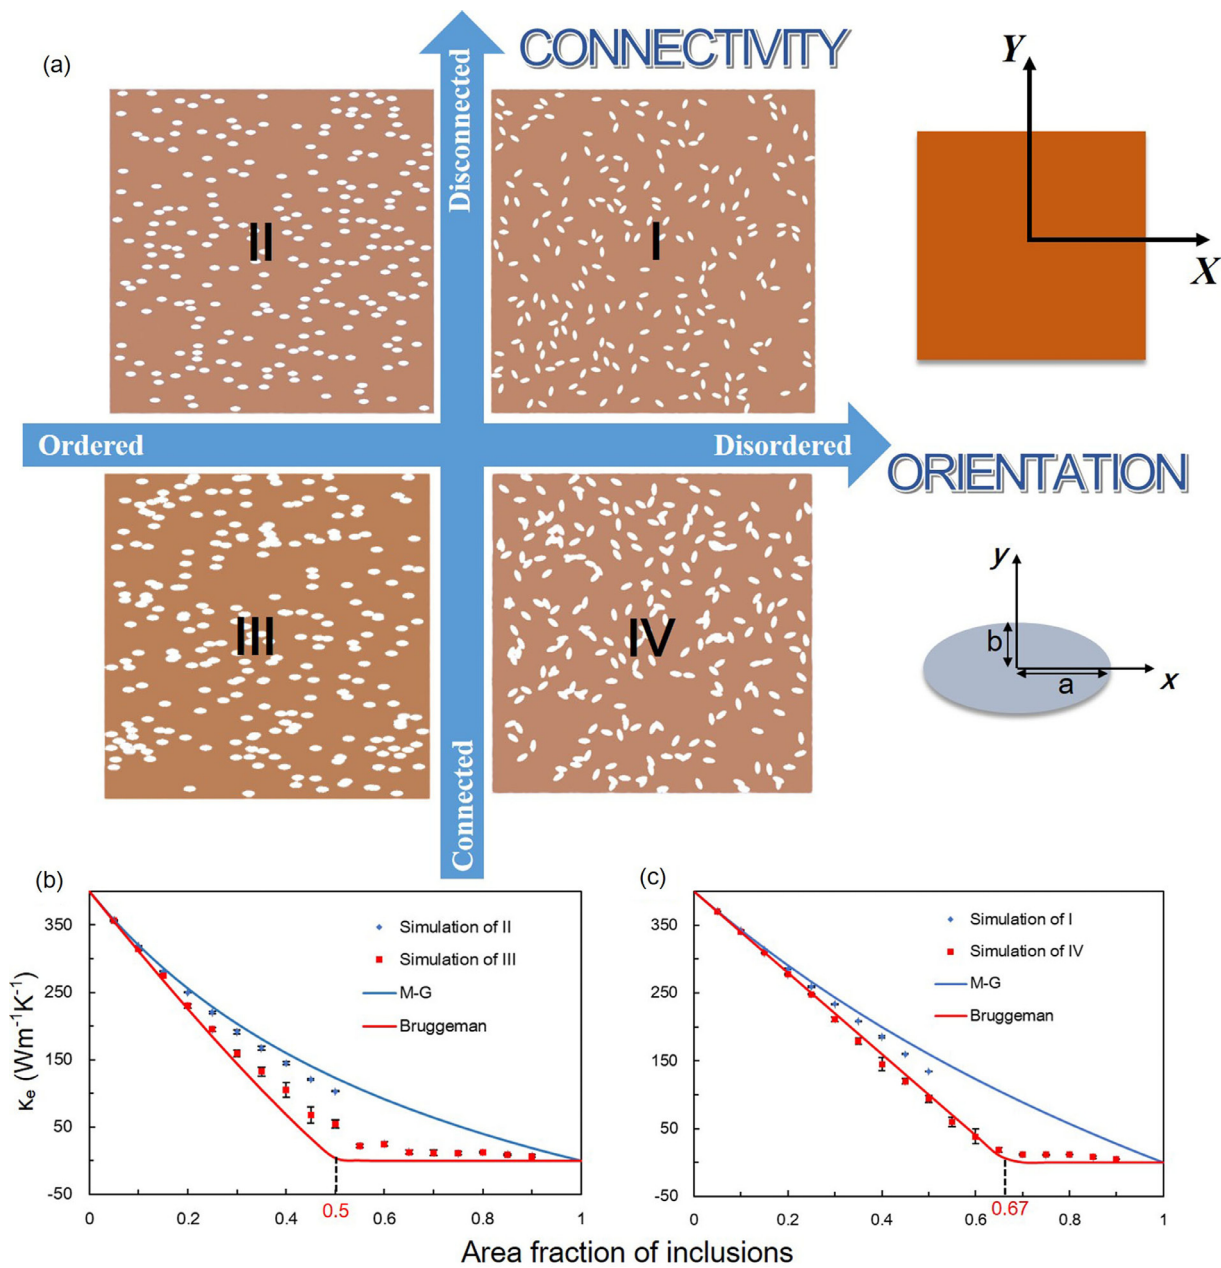 (a)
CONNECTIVITY
Disconnected
Y
X
II
I
Ordered
Disordered
ORIENTATION
III
IV
y
b
a
x
Connected
(b)
350
250
150
50
-50
κₑ (Wm⁻¹K⁻¹)
Simulation of II
Simulation of III
M-G
Bruggeman
0.5
0
0.2
0.4
0.6
0.8
1
(c)
350
250
150
50
-50
Simulation of I
Simulation of IV
M-G
Bruggeman
0.67
0
0.2
0.4
0.6
0.8
1
Area fraction of inclusions